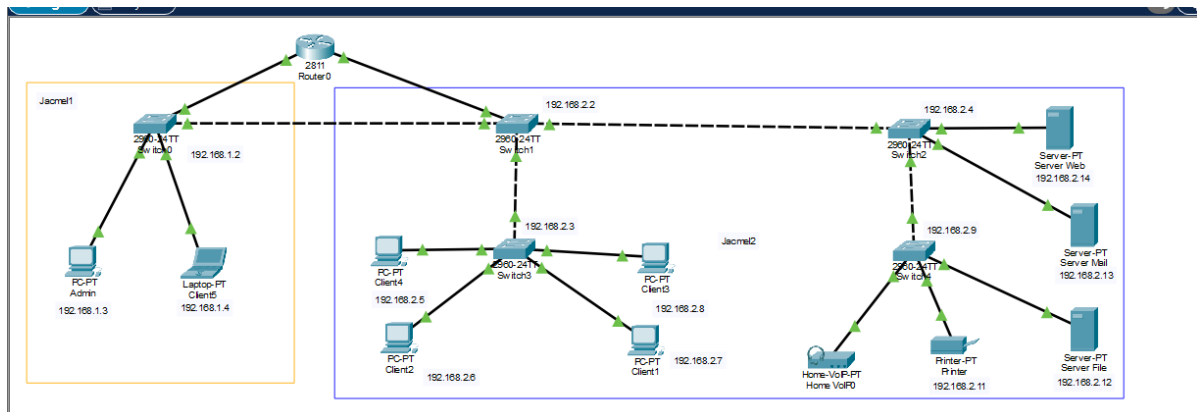 2811
Router0
Jacmel1
192.168.2.2
192.168.2.4
2960-24TT
Switch0
192.168.1.2
2960-24TT
Switch1
2960-24TT
Switch2
Server-PT
Server Web
192.168.2.14
192.168.2.3
Jacmel2
192.168.2.9
PC-PT
Admin
192.168.1.3
Laptop-PT
Client5
192.168.1.4
PC-PT
Client4
192.168.2.5
2960-24TT
Switch3
PC-PT
Client3
192.168.2.8
2960-24TT
Switch4
Server-PT
Server Mail
192.168.2.13
PC-PT
Client2
192.168.2.6
PC-PT
Client1
192.168.2.7
Home-VoIP-PT
Home VoIP0
Printer-PT
Printer
192.168.2.11
Server-PT
Server File
192.168.2.12